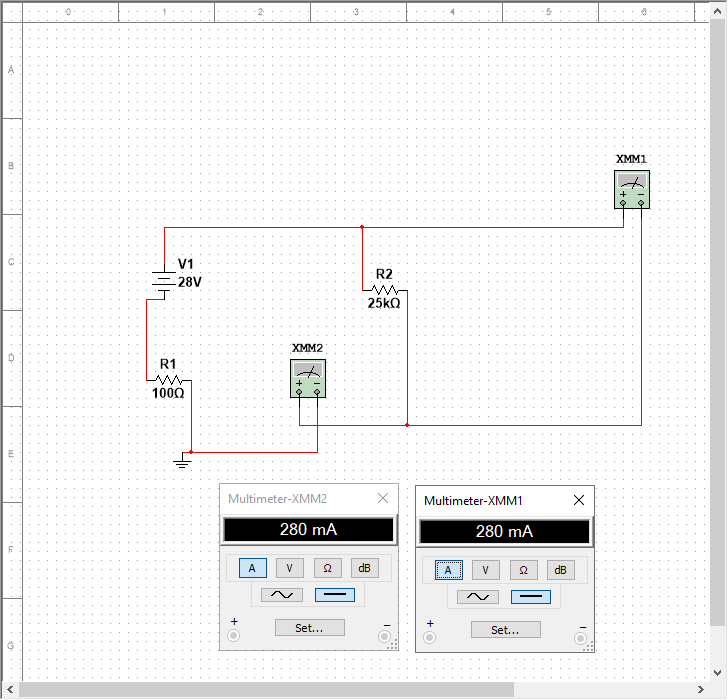 0 1 2 3 4 5 6
A
B
XMM1
+ −
C
V1
28V
R2
25kΩ
D
XMM2
+ −
R1
100Ω
E
Multimeter-XMM2
280 mA
A V Ω dB
+ −
Set...
Multimeter-XMM1
280 mA
A V Ω dB
+ −
Set...
F
G